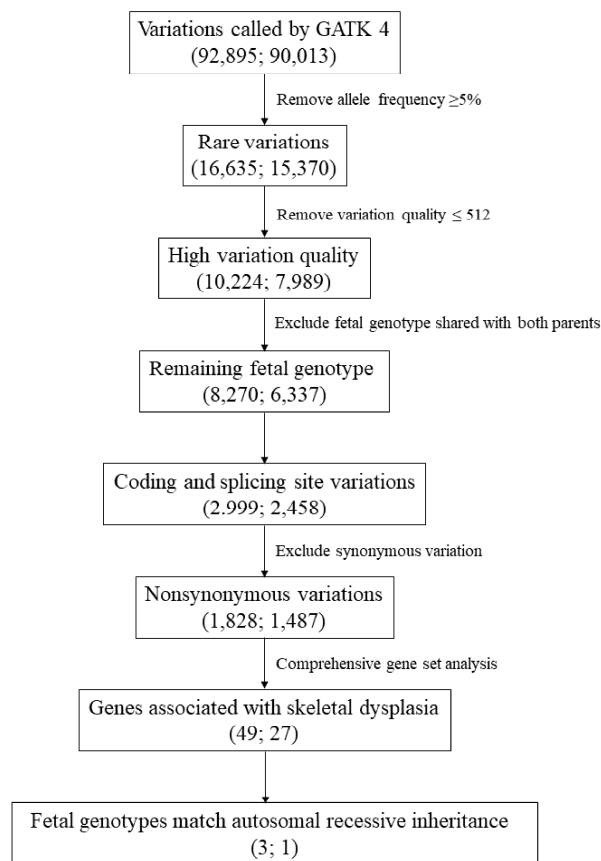 Variations called by GATK 4
(92,895; 90,013)
Remove allele frequency ≥5%
Rare variations
(16,635; 15,370)
Remove variation quality ≤ 512
High variation quality
(10,224; 7,989)
Exclude fetal genotype shared with both parents
Remaining fetal genotype
(8,270; 6,337)
Coding and splicing site variations
(2.999; 2,458)
Exclude synonymous variation
Nonsynonymous variations
(1,828; 1,487)
Comprehensive gene set analysis
Genes associated with skeletal dysplasia
(49; 27)
Fetal genotypes match autosomal recessive inheritance
(3; 1)